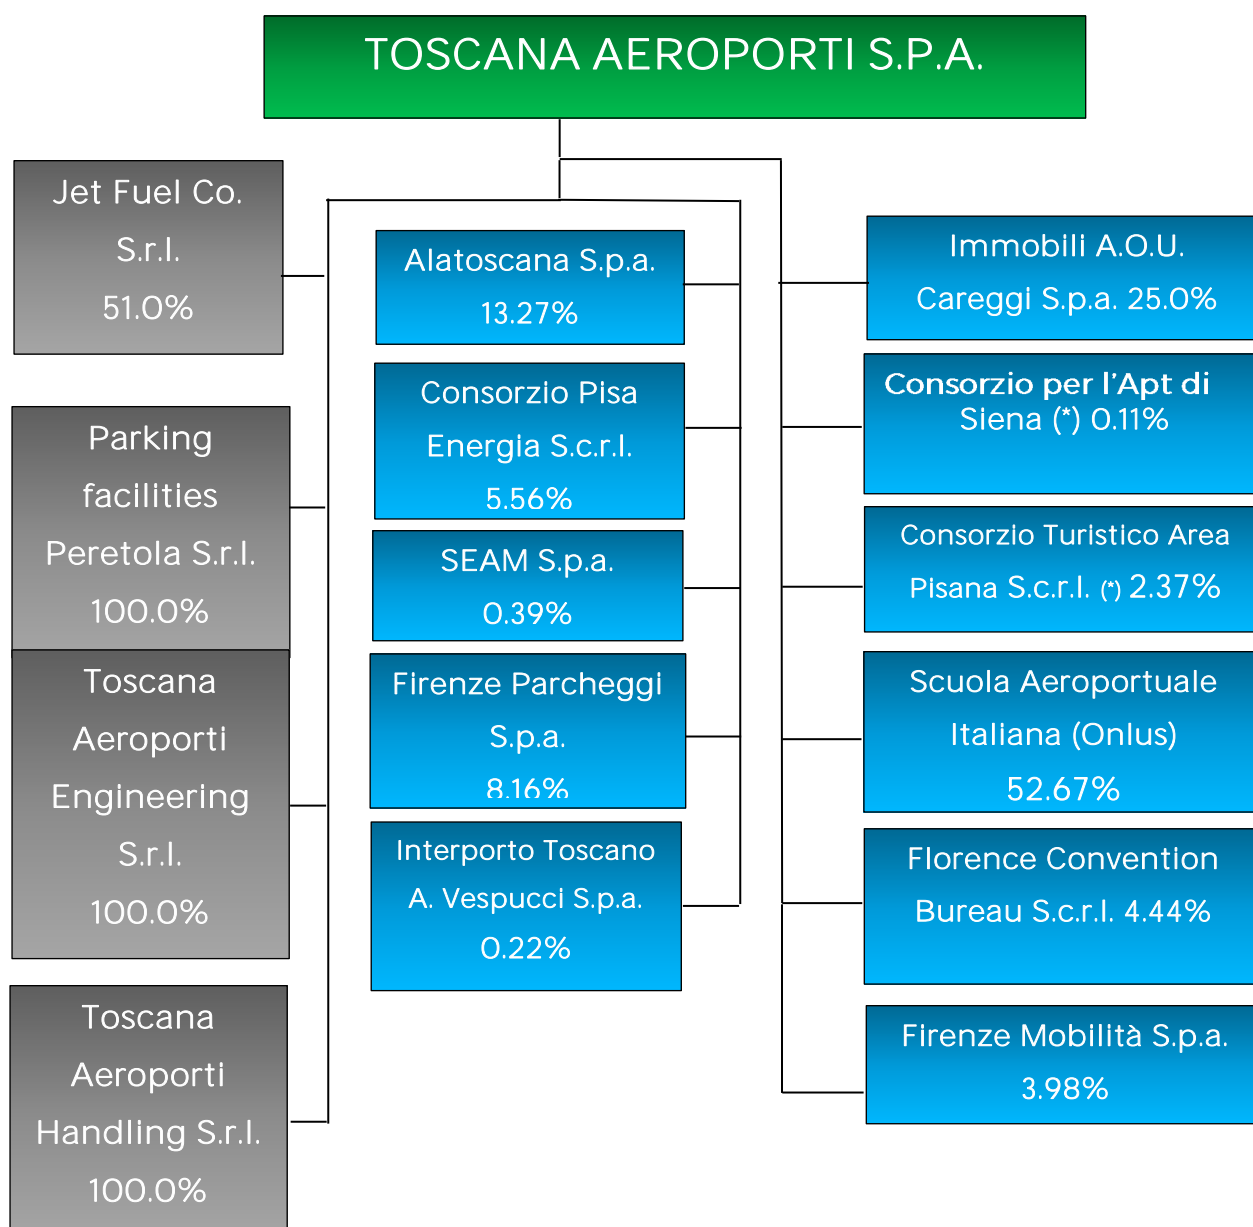 TOSCANA AEROPORTI S.P.A.
Jet Fuel Co.
S.r.l.
51.0%
Parking
facilities
Peretola S.r.l.
100.0%
Toscana
Aeroporti
Engineering
S.r.l.
100.0%
Toscana
Aeroporti
Handling S.r.l.
100.0%
Alatoscana S.p.a.
13.27%
Consorzio Pisa
Energia S.c.r.l.
5.56%
SEAM S.p.a.
0.39%
Firenze Parcheggi
S.p.a.
8.16%
Interporto Toscano
A. Vespucci S.p.a.
0.22%
Immobili A.O.U.
Careggi S.p.a. 25.0%
Consorzio per l'Apt di
Siena (*) 0.11%
Consorzio Turistico Area
Pisana S.c.r.l. (*) 2.37%
Scuola Aeroportuale
Italiana (Onlus)
52.67%
Florence Convention
Bureau S.c.r.l. 4.44%
Firenze Mobilità S.p.a.
3.98%